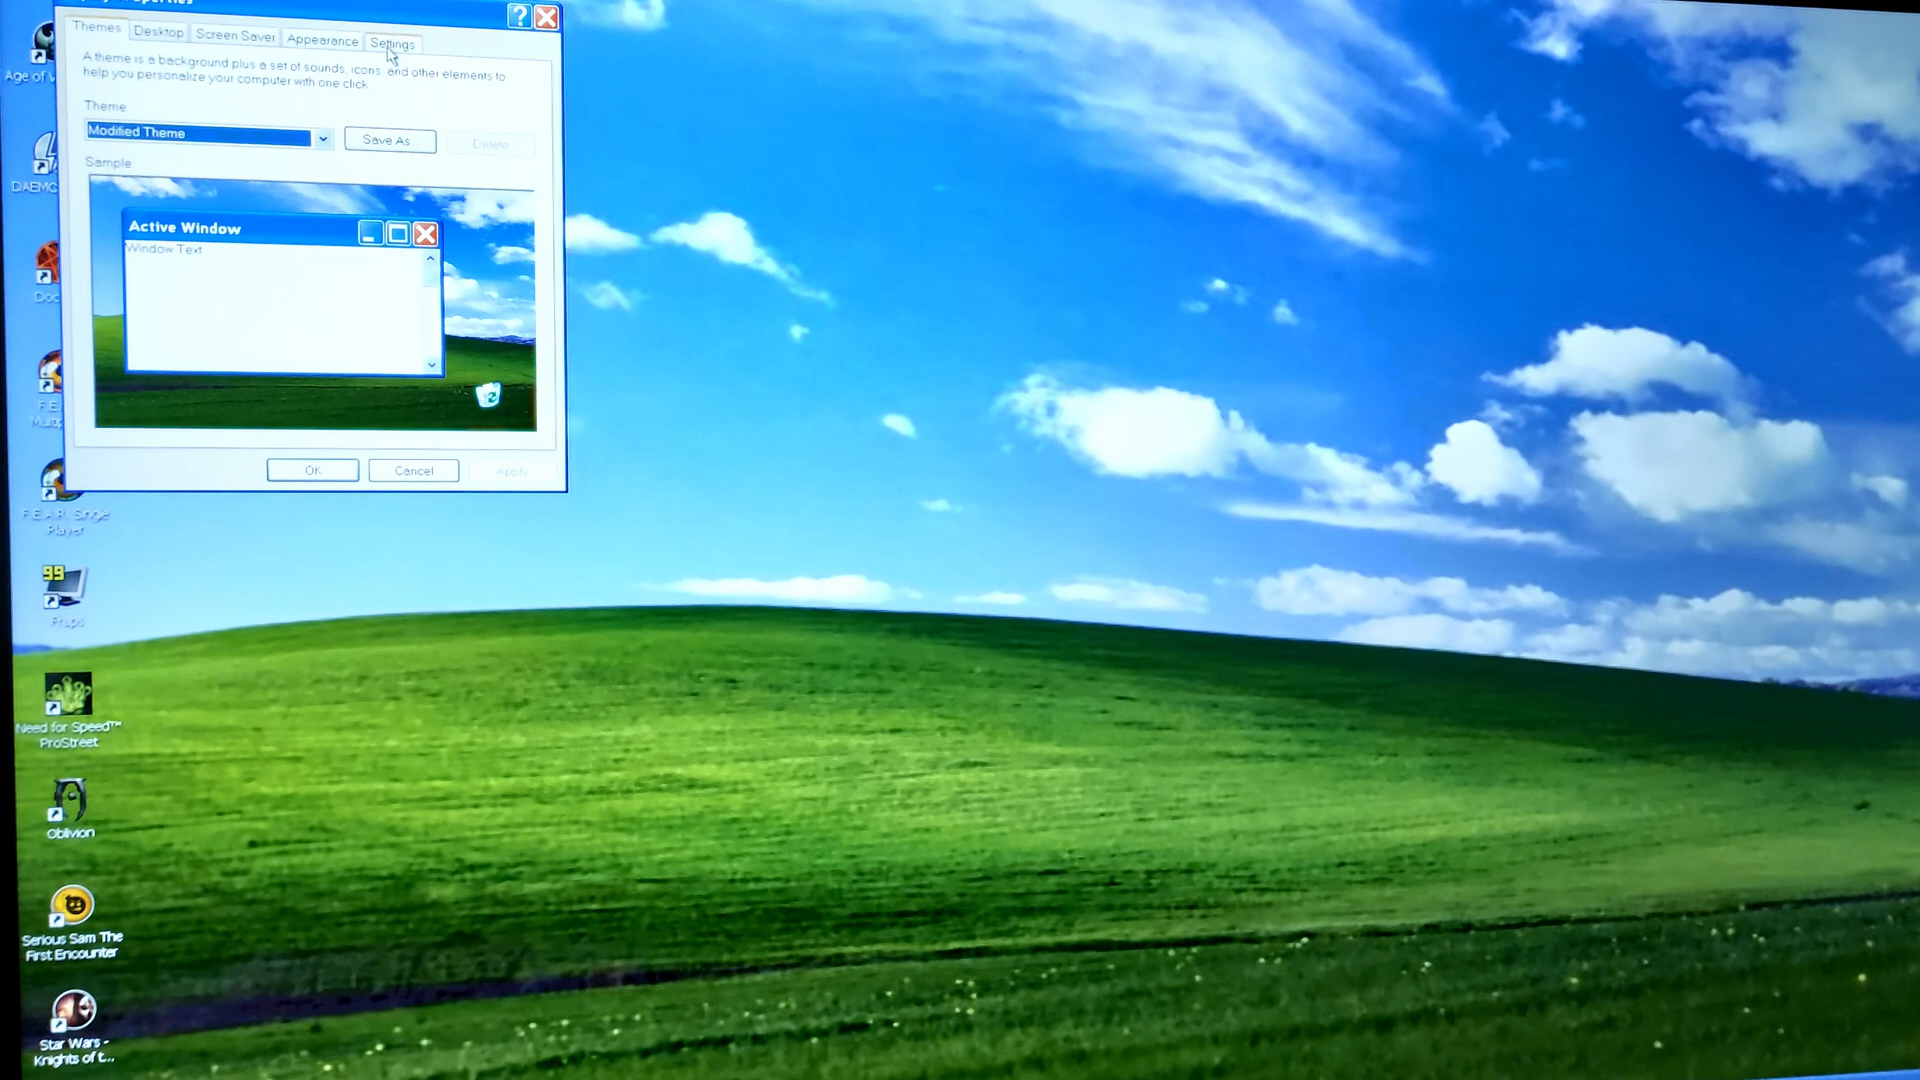 Themes
Desktop
Screen Saver
Appearance
Settings
A theme is a background plus a set of sounds, icons, and other elements to
help you personalize your computer with one click.
Theme
Modified Theme
Save As...
Delete
Sample
Active Window
Window Text
OK
Cancel
Apply
Age of
Doc
F.E.A.R. Single
Player
99
Fraps
Need for Speed™
ProStreet
Oblivion
Serious Sam The
First Encounter
Star Wars -
Knights of t...